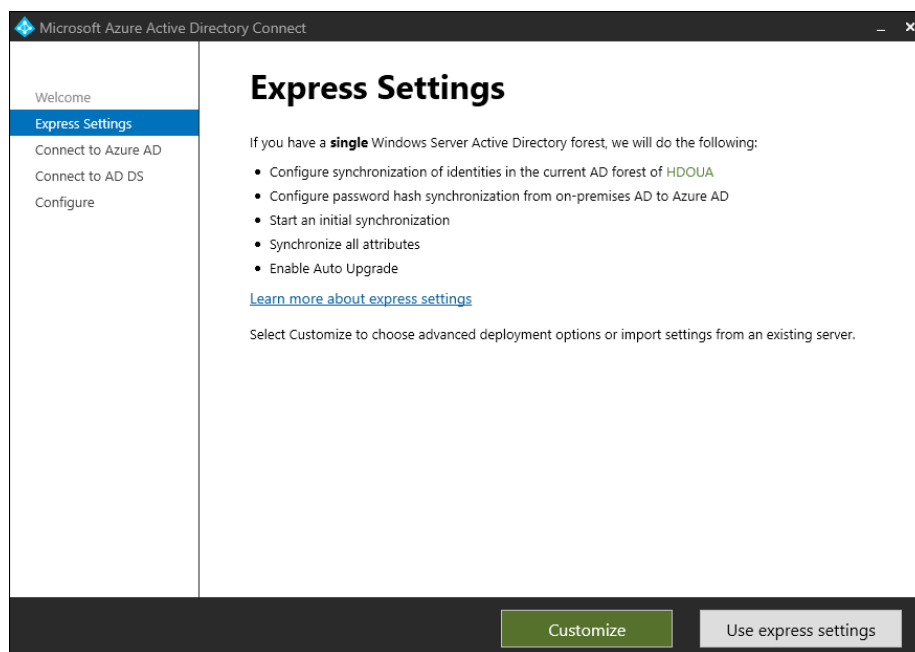 Microsoft Azure Active Directory Connect
Welcome
Express Settings
Connect to Azure AD
Connect to AD DS
Configure
Express Settings
If you have a single Windows Server Active Directory forest, we will do the following:
• Configure synchronization of identities in the current AD forest of HDOUA
• Configure password hash synchronization from on-premises AD to Azure AD
• Start an initial synchronization
• Synchronize all attributes
• Enable Auto Upgrade
Learn more about express settings
Select Customize to choose advanced deployment options or import settings from an existing server.
Customize
Use express settings